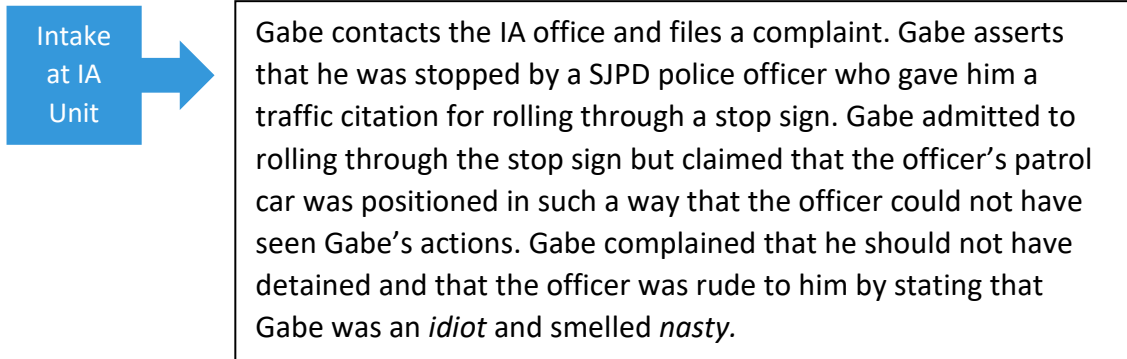 Intake
at IA
Unit
Gabe contacts the IA office and files a complaint. Gabe asserts
that he was stopped by a SJPD police officer who gave him a
traffic citation for rolling through a stop sign. Gabe admitted to
rolling through the stop sign but claimed that the officer’s patrol
car was positioned in such a way that the officer could not have
seen Gabe’s actions. Gabe complained that he should not have
detained and that the officer was rude to him by stating that
Gabe was an idiot and smelled nasty.